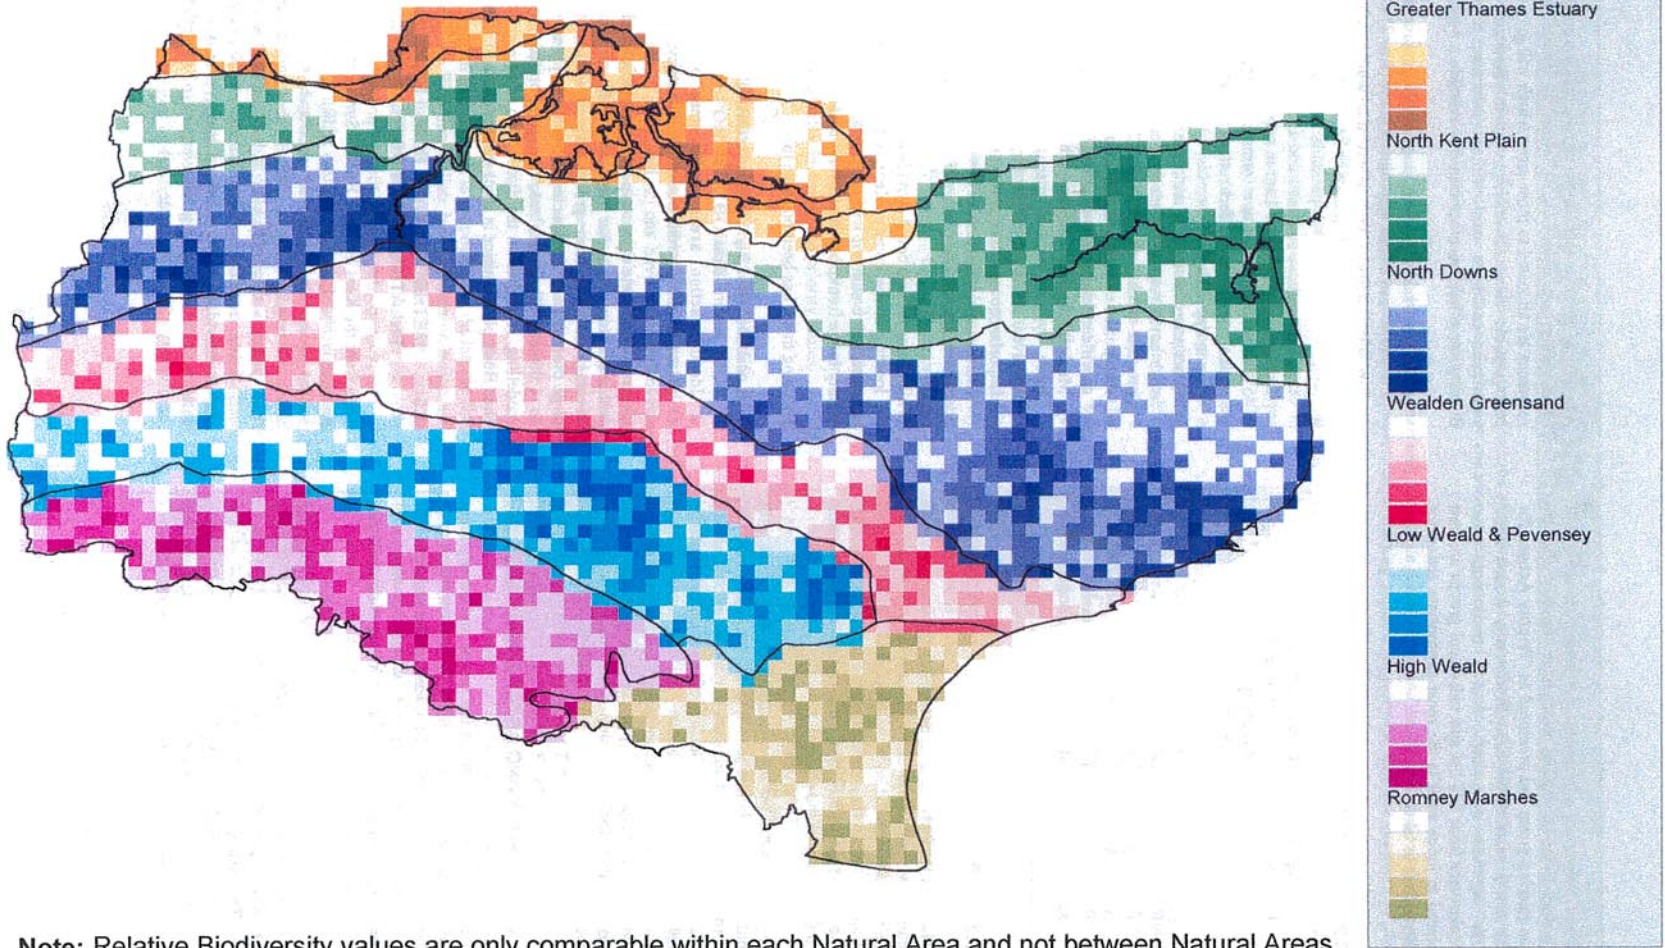 Greater Thames Estuary
North Kent Plain
North Downs
Wealden Greensand
Low Weald & Pevensey
High Weald
Romney Marshes
Note: Relative Biodiversity values are only comparable within each Natural Area and not between Natural Areas